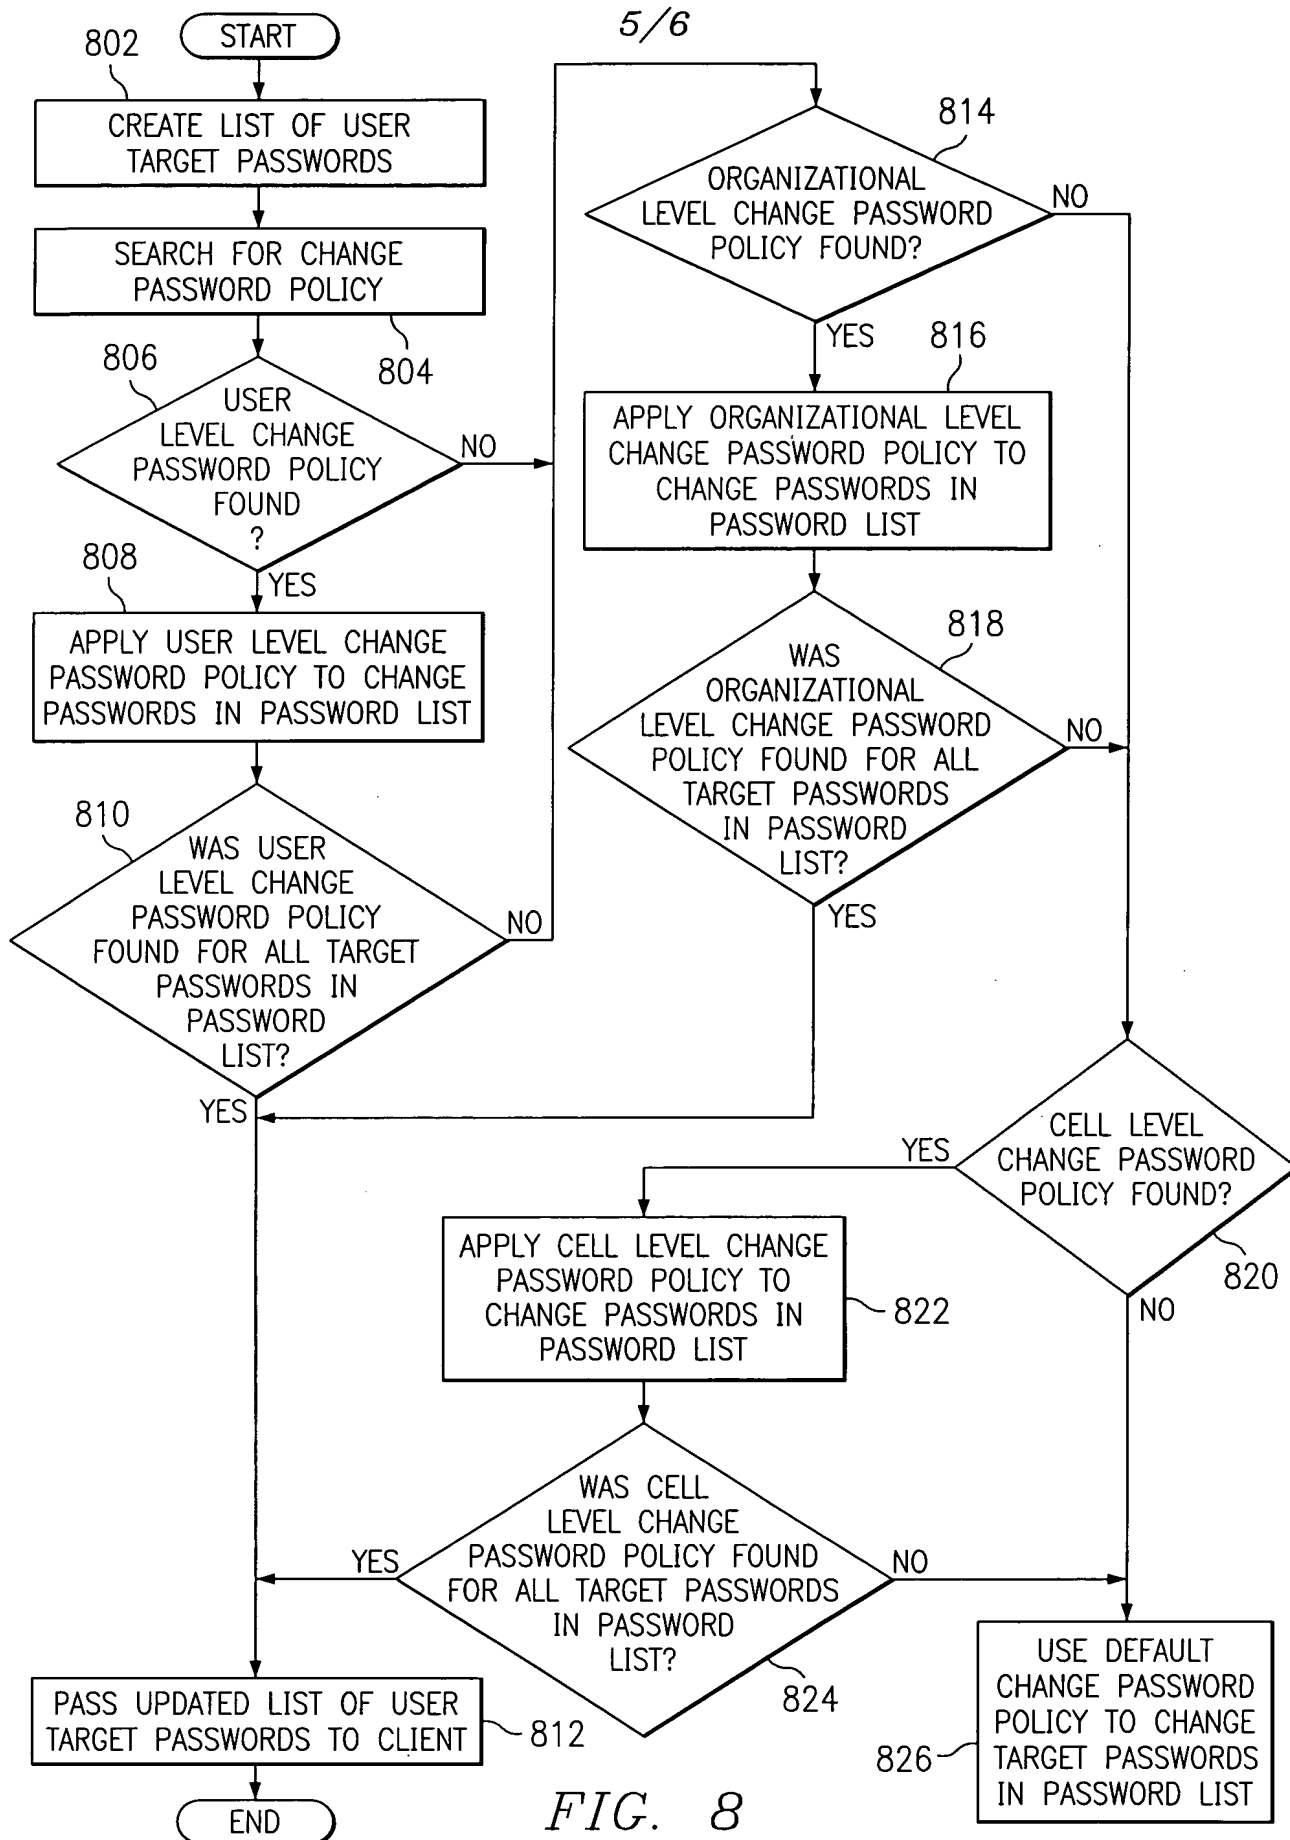 5/6
START
802
CREATE LIST OF USER
TARGET PASSWORDS
SEARCH FOR CHANGE
PASSWORD POLICY
804
806
USER
LEVEL CHANGE
PASSWORD POLICY
FOUND
?
NO
YES
808
APPLY USER LEVEL CHANGE
PASSWORD POLICY TO CHANGE
PASSWORDS IN PASSWORD LIST
810
WAS USER
LEVEL CHANGE
PASSWORD POLICY
FOUND FOR ALL TARGET
PASSWORDS IN
PASSWORD
LIST?
NO
YES
814
ORGANIZATIONAL
LEVEL CHANGE PASSWORD
POLICY FOUND?
NO
YES
816
APPLY ORGANIZATIONAL LEVEL
CHANGE PASSWORD POLICY TO
CHANGE PASSWORDS IN
PASSWORD LIST
818
WAS
ORGANIZATIONAL
LEVEL CHANGE PASSWORD
POLICY FOUND FOR ALL
TARGET PASSWORDS
IN PASSWORD
LIST?
NO
YES
CELL LEVEL
CHANGE PASSWORD
POLICY FOUND?
YES
820
NO
APPLY CELL LEVEL CHANGE
PASSWORD POLICY TO
CHANGE PASSWORDS IN
PASSWORD LIST
822
WAS CELL
LEVEL CHANGE
PASSWORD POLICY FOUND
FOR ALL TARGET PASSWORDS
IN PASSWORD
LIST?
YES
NO
824
USE DEFAULT
CHANGE PASSWORD
POLICY TO CHANGE
TARGET PASSWORDS
IN PASSWORD LIST
826
PASS UPDATED LIST OF USER
TARGET PASSWORDS TO CLIENT
812
END
FIG. 8